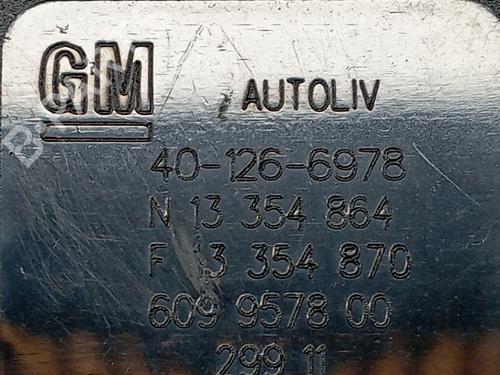 GM AUTOLIV
40-126-6978
N 13 354 864
F 13 354 870
609 9578 00
299 11